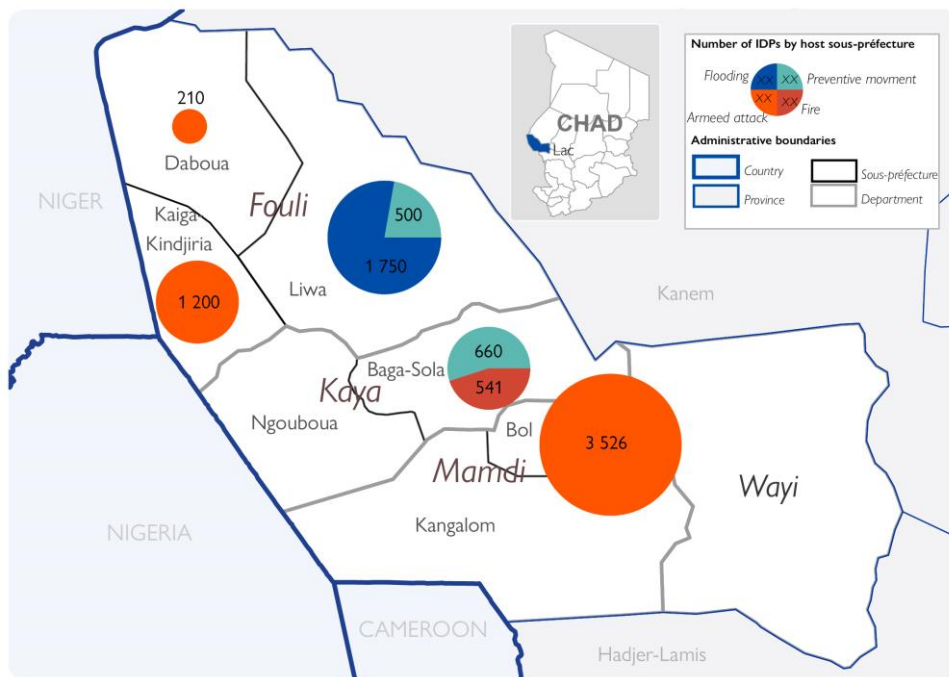 Number of IDPs by host sous-préfecture
Flooding
XX
XX
Preventive movment
Armeed attack
XX
XX
Fire
Administrative boundaries
Country
Sous-préfecture
Province
Department
CHAD
Lac
210
Daboua
NIGER
Kaiga-
Kindjiria
Fouli
500
1 750
1 200
Liwa
Kanem
660
Baga-Sola
541
Kaya
Ngouboua
Bol
3 526
Mamdi
Wayi
Kangalom
NIGERIA
CAMEROON
Hadjer-Lamis